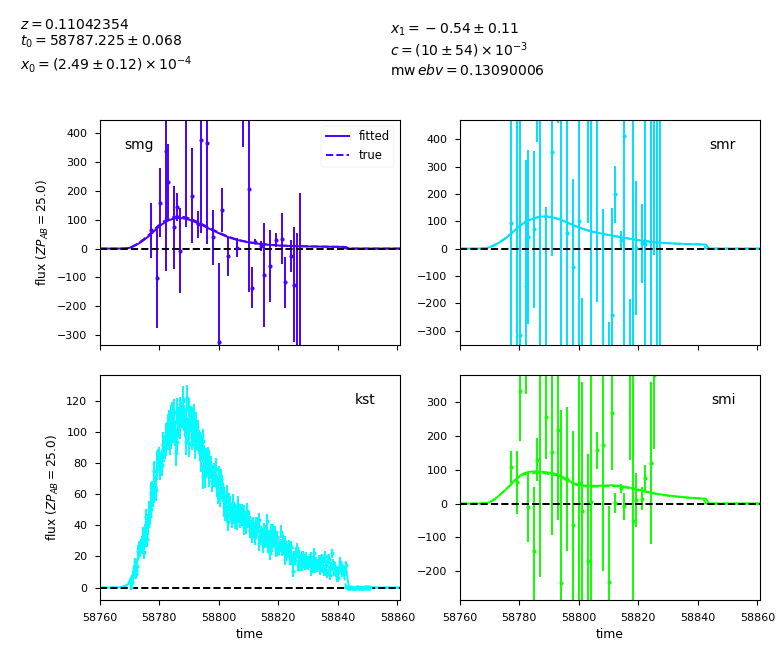 z = 0.11042354
t₀ = 58787.225 ± 0.068
x₀ = (2.49 ± 0.12) × 10⁻⁴
x₁ = −0.54 ± 0.11
c = (10 ± 54) × 10⁻³
mw ebv = 0.13090006
400
300
200
100
0
−100
−200
−300
flux (ZP_AB = 25.0)
smg
fitted
true
400
300
200
100
0
−100
−200
−300
smr
120
100
80
60
40
20
0
flux (ZP_AB = 25.0)
kst
58760
58780
58800
58820
58840
58860
time
300
200
100
0
−100
−200
smi
58760
58780
58800
58820
58840
58860
time